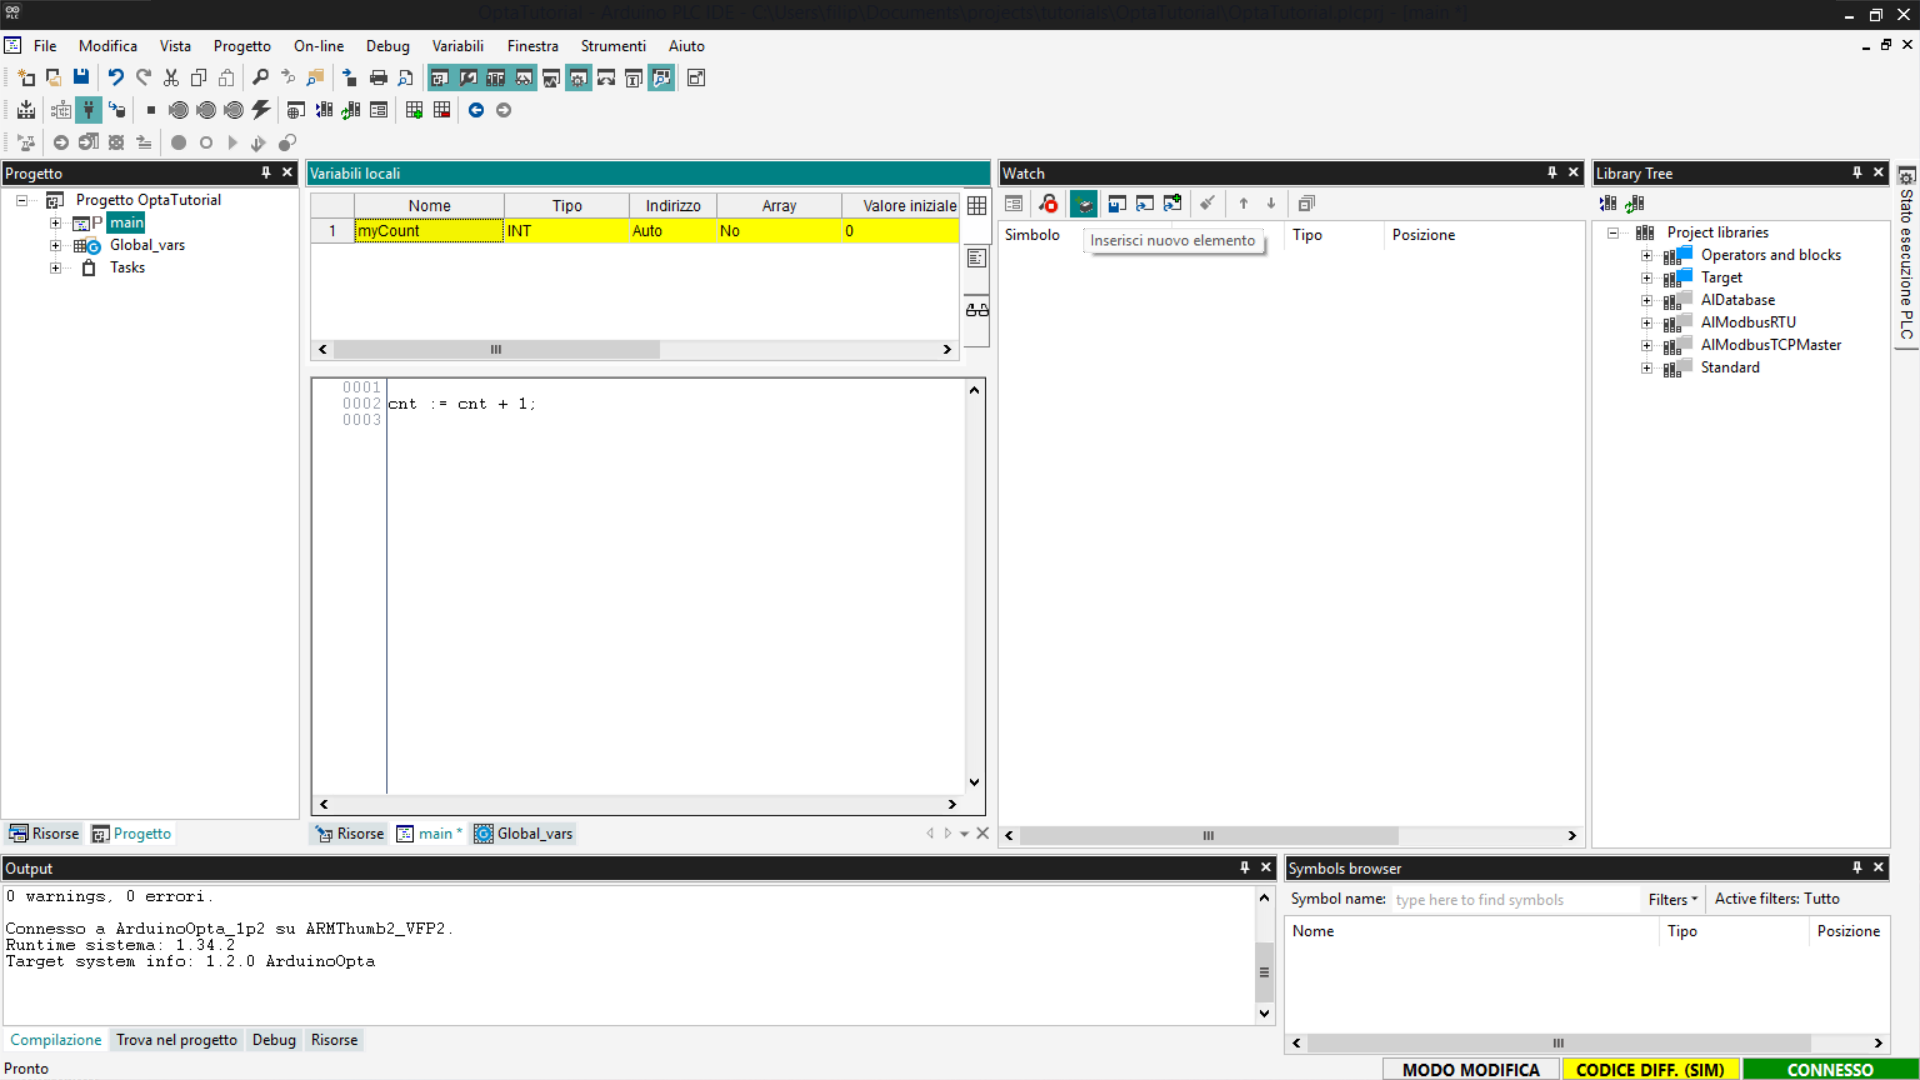 OptaTutorial - Arduino PLC IDE - C:\Users\filip\Documents\projects\tutorials\OptaTutorial\OptaTutorial.plcprj - [main *]
File Modifica Vista Progetto On-line Debug Variabili Finestra Strumenti Aiuto
Progetto
Progetto OptaTutorial
main
Global_vars
Tasks
Risorse Progetto
Variabili locali
Nome Tipo Indirizzo Array Valore iniziale
1 myCount INT Auto No 0
0001
0002 cnt := cnt + 1;
0003
Risorse main * Global_vars
Watch
Simbolo Tipo Posizione
Inserisci nuovo elemento
Library Tree
Project libraries
Operators and blocks
Target
AlDatabase
AlModbusRTU
AlModbusTCPMaster
Standard
Stato esecuzione PLC
Output
0 warnings, 0 errori.
Connesso a ArduinoOpta_1p2 su ARMThumb2_VFP2.
Runtime sistema: 1.34.2
Target system info: 1.2.0 ArduinoOpta
Compilazione Trova nel progetto Debug Risorse
Symbols browser
Symbol name: type here to find symbols Filters Active filters: Tutto
Nome Tipo Posizione
Pronto
MODO MODIFICA CODICE DIFF. (SIM) CONNESSO